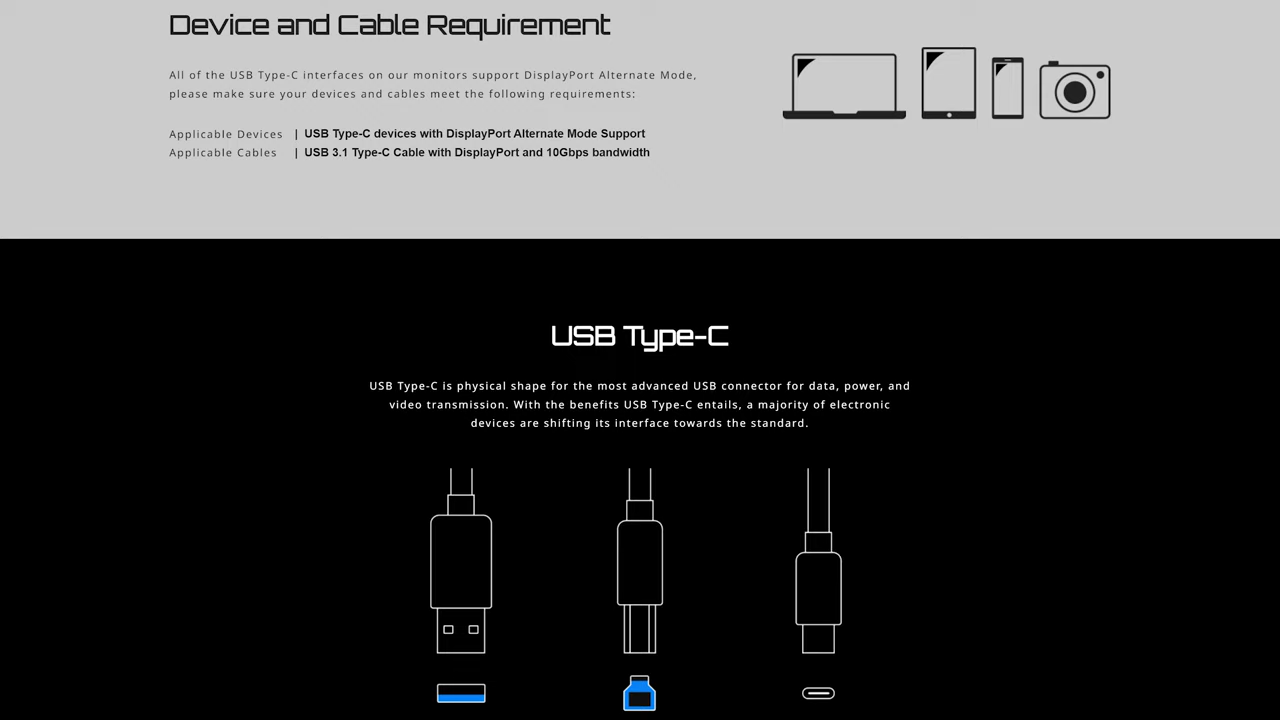 Device and Cable Requirement
All of the USB Type-C interfaces on our monitors support DisplayPort Alternate Mode,
please make sure your devices and cables meet the following requirements:
Applicable Devices | USB Type-C devices with DisplayPort Alternate Mode Support
Applicable Cables | USB 3.1 Type-C Cable with DisplayPort and 10Gbps bandwidth
USB Type-C
USB Type-C is physical shape for the most advanced USB connector for data, power, and
video transmission. With the benefits USB Type-C entails, a majority of electronic
devices are shifting its interface towards the standard.